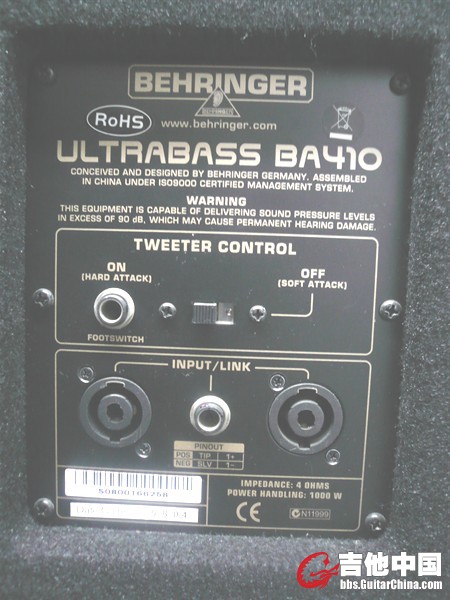 BEHRINGER
RoHS
www.behringer.com
ULTRABASS BA410
CONCEIVED AND DESIGNED BY BEHRINGER GERMANY. ASSEMBLED
IN CHINA UNDER ISO9000 CERTIFIED MANAGEMENT SYSTEM.
WARNING
THIS EQUIPMENT IS CAPABLE OF DELIVERING SOUND PRESSURE LEVELS
IN EXCESS OF 90 dB, WHICH MAY CAUSE PERMANENT HEARING DAMAGE.
TWEETER CONTROL
ON
(HARD ATTACK)
OFF
(SOFT ATTACK)
FOOTSWITCH
INPUT/LINK
PINOUT
POS TIP 1+
NEG SLV 1−
S0800166258
IMPEDANCE: 4 OHMS
POWER HANDLING: 1000 W
CE
N11999
吉他中国
bbs.GuitarChina.com